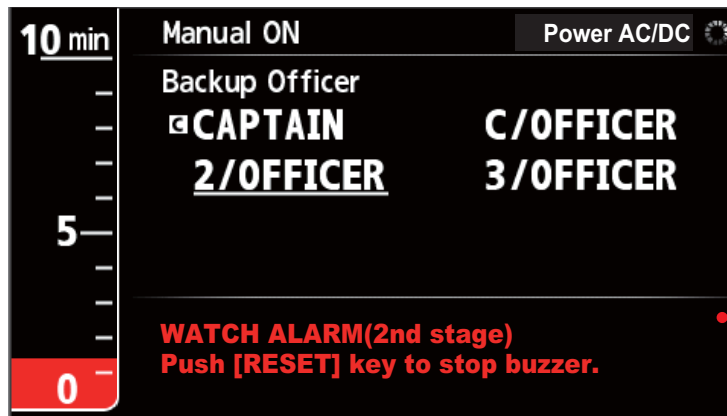 10 min
5
0
Manual ON Power AC/DC
Backup Officer
C CAPTAIN C/OFFICER
2/OFFICER 3/OFFICER
WATCH ALARM(2nd stage)
Push [RESET] key to stop buzzer.